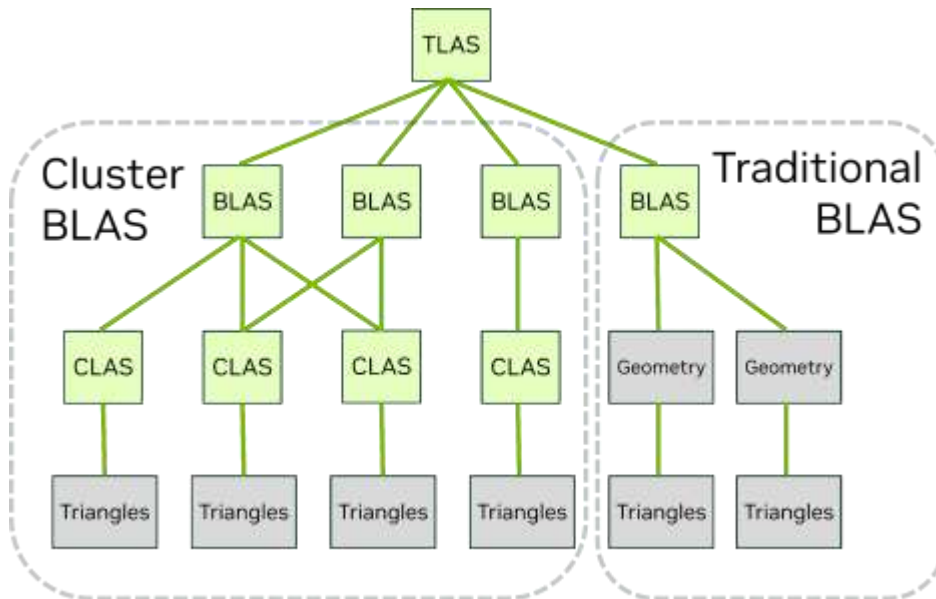 TLAS
Cluster
BLAS
Traditional
BLAS
BLAS
BLAS
BLAS
BLAS
CLAS
CLAS
CLAS
CLAS
Geometry
Geometry
Triangles
Triangles
Triangles
Triangles
Triangles
Triangles